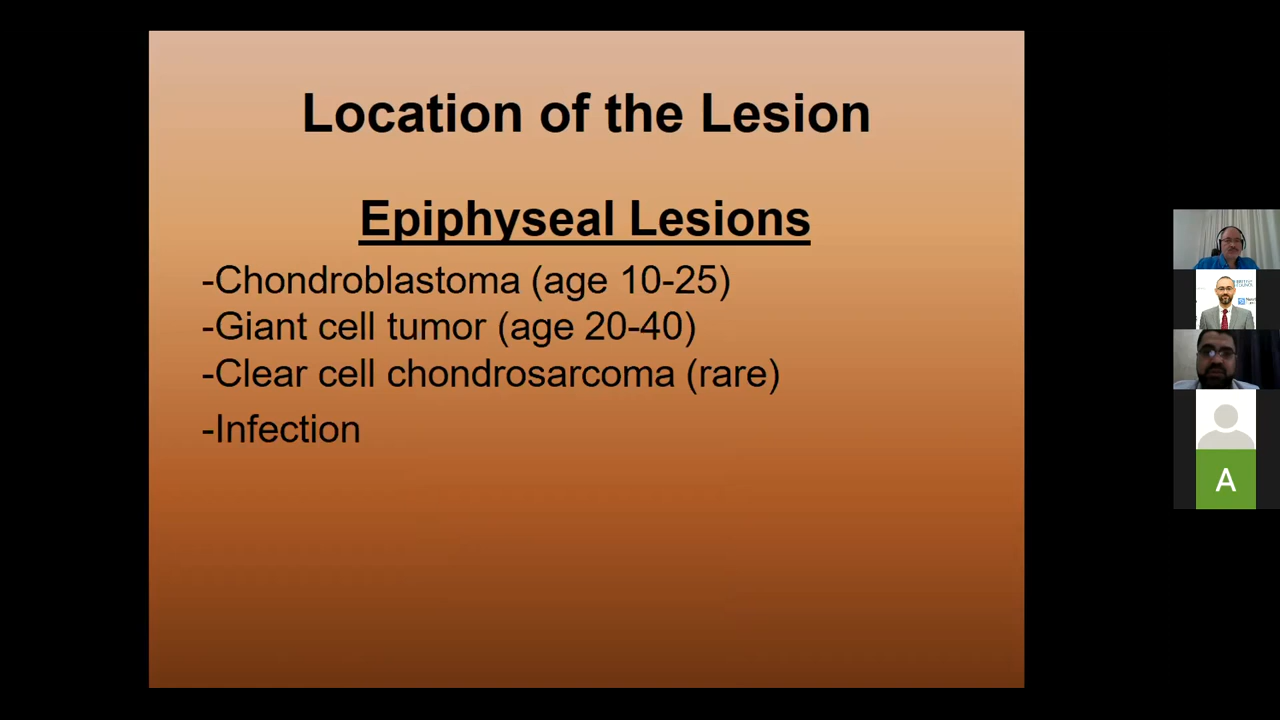 Location of the Lesion
Epiphyseal Lesions
-Chondroblastoma (age 10-25)
-Giant cell tumor (age 20-40)
-Clear cell chondrosarcoma (rare)
-Infection
A